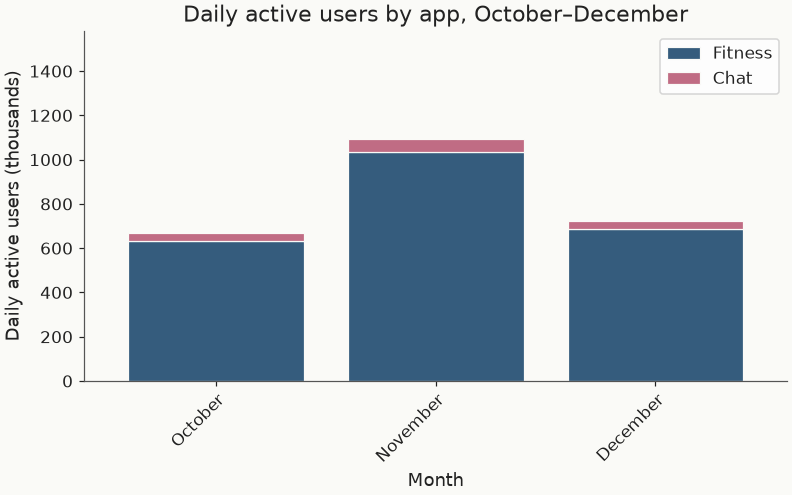 Daily active users by app, October–December
Fitness
Chat
Daily active users (thousands)
1400
1200
1000
800
600
400
200
0
October
November
December
Month